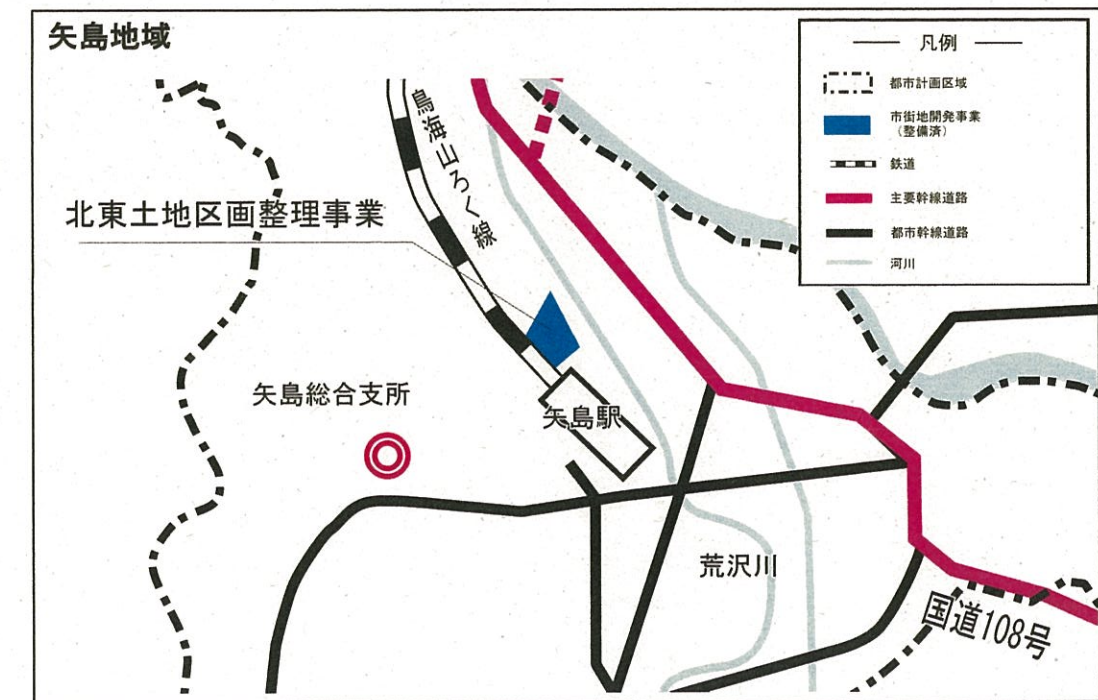 矢島地域
凡例
都市計画区域
市街地開発事業
（整備済）
鉄道
主要幹線道路
都市幹線道路
河川
鳥海山ろく線
北東土地区画整理事業
矢島総合支所
矢島駅
荒沢川
国道108号